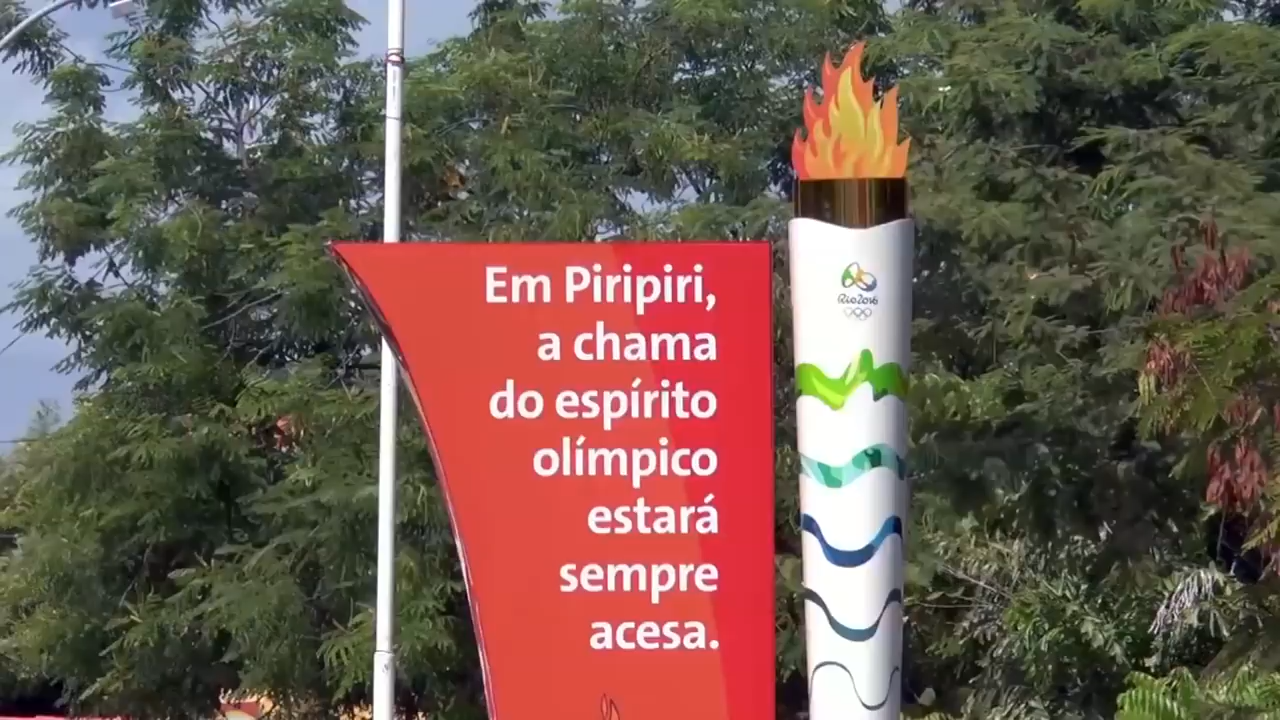 Em Piripiri,
a chama
do espírito
olímpico
estará
sempre
acesa.
Rio2016